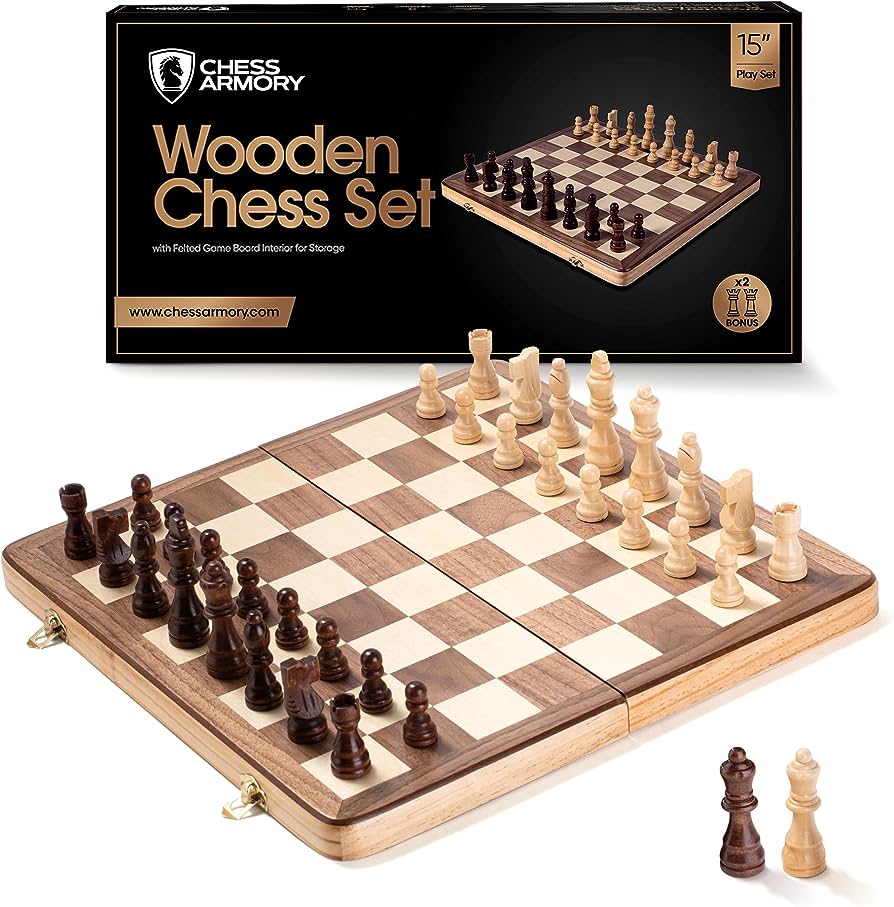 CHESS
ARMORY
15"
Play Set
Wooden
Chess Set
with Felted Game Board Interior for Storage
www.chessarmory.com
x2
BONUS